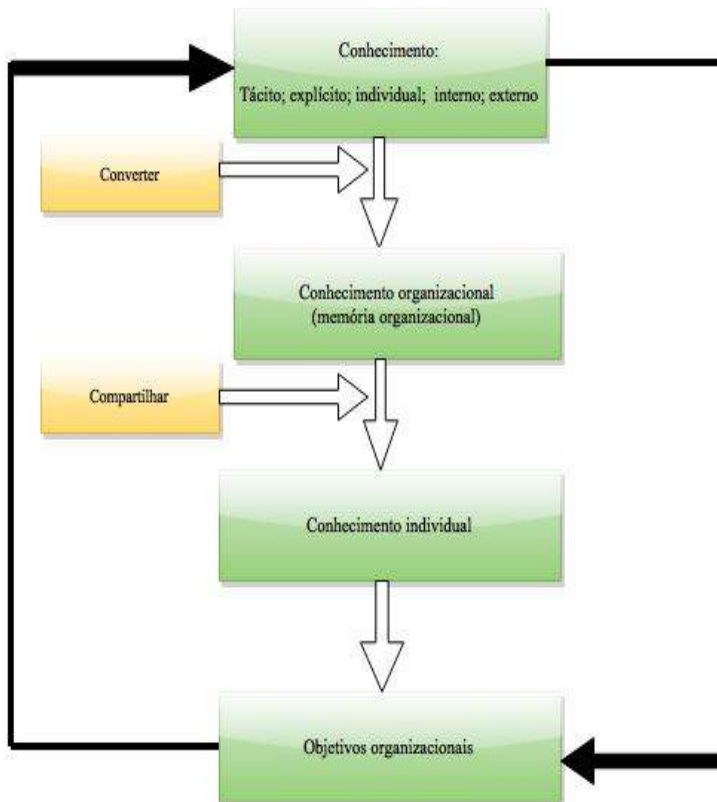 Conhecimento:
Tácito; explícito; individual; interno; externo
Converter
Conhecimento organizacional
(memória organizacional)
Compartilhar
Conhecimento individual
Objetivos organizacionais